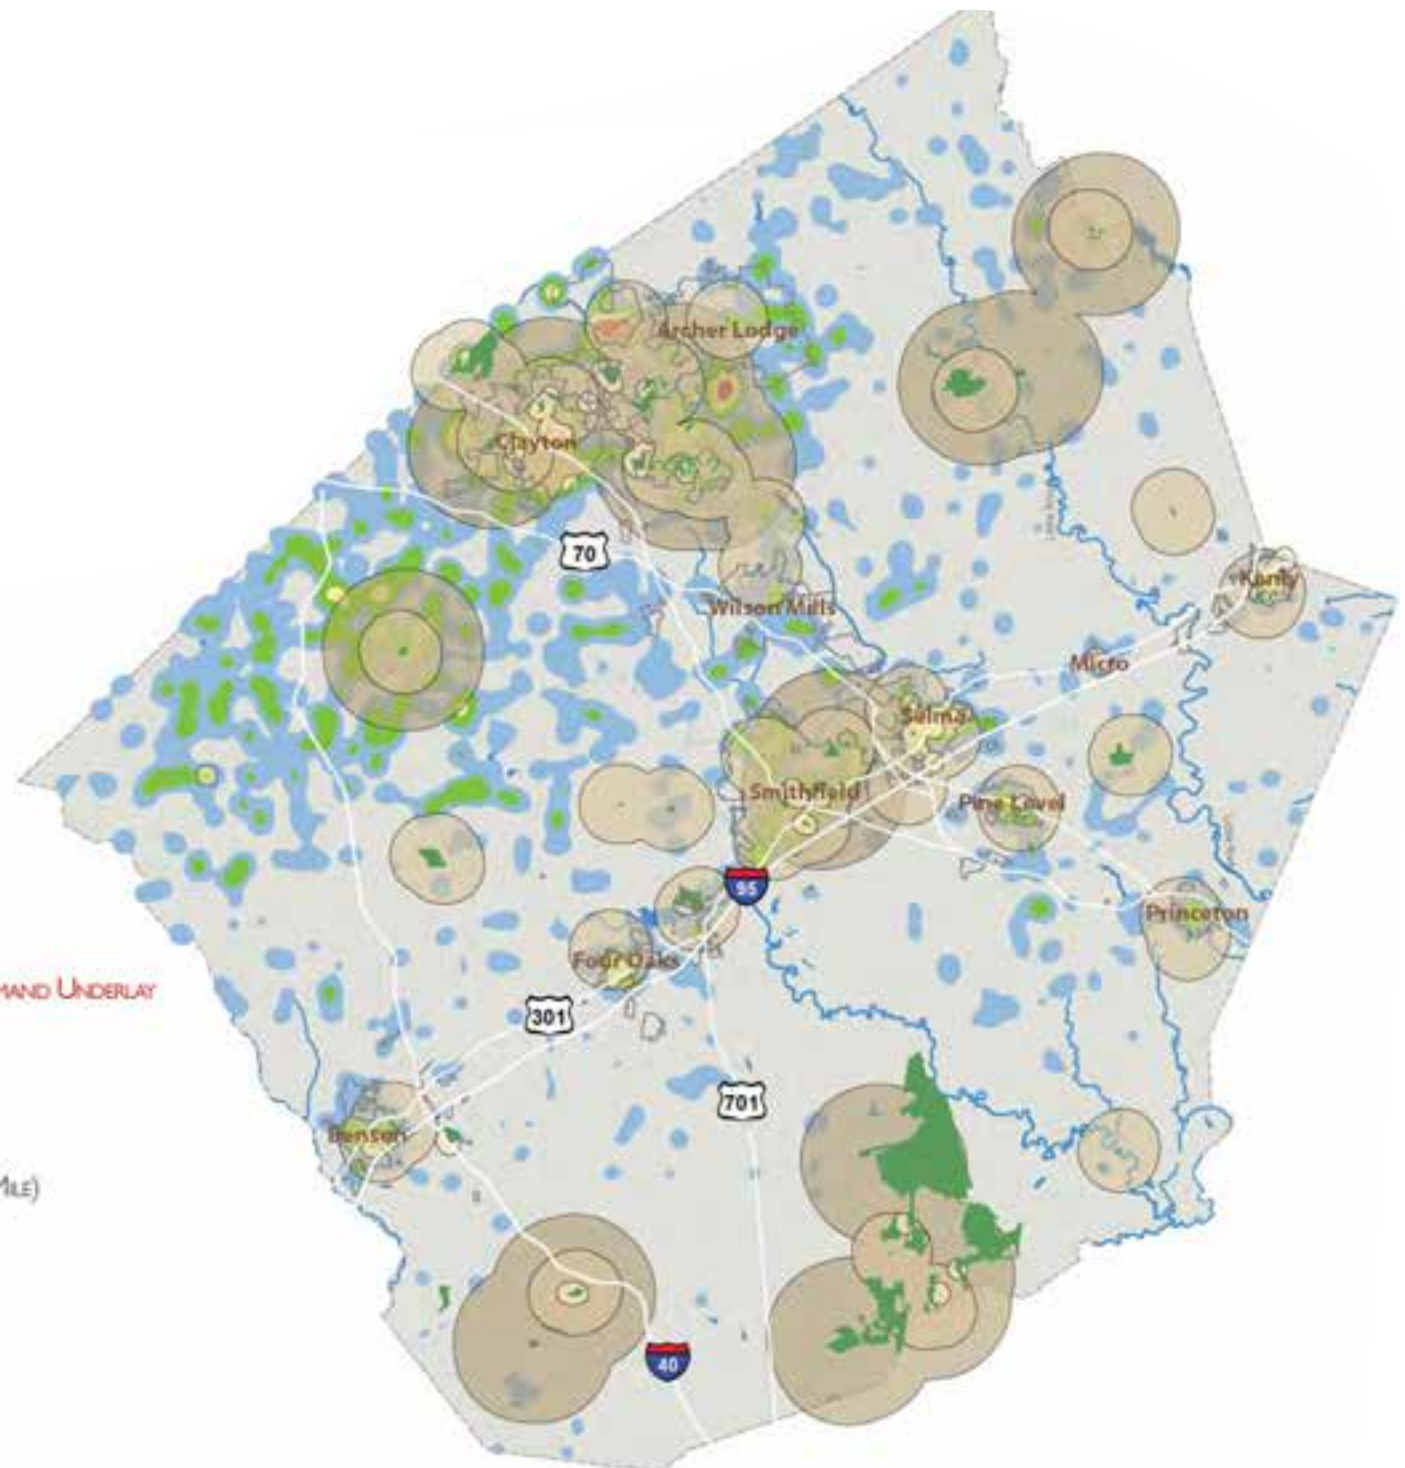 Archer Lodge
Clayton
70
Kenly
Wilson Mills
Micro
Selma
Smithfield
Pine Level
95
Princeton
Four Oaks
MAND UNDERLAY
301
701
Benson
MILE)
40